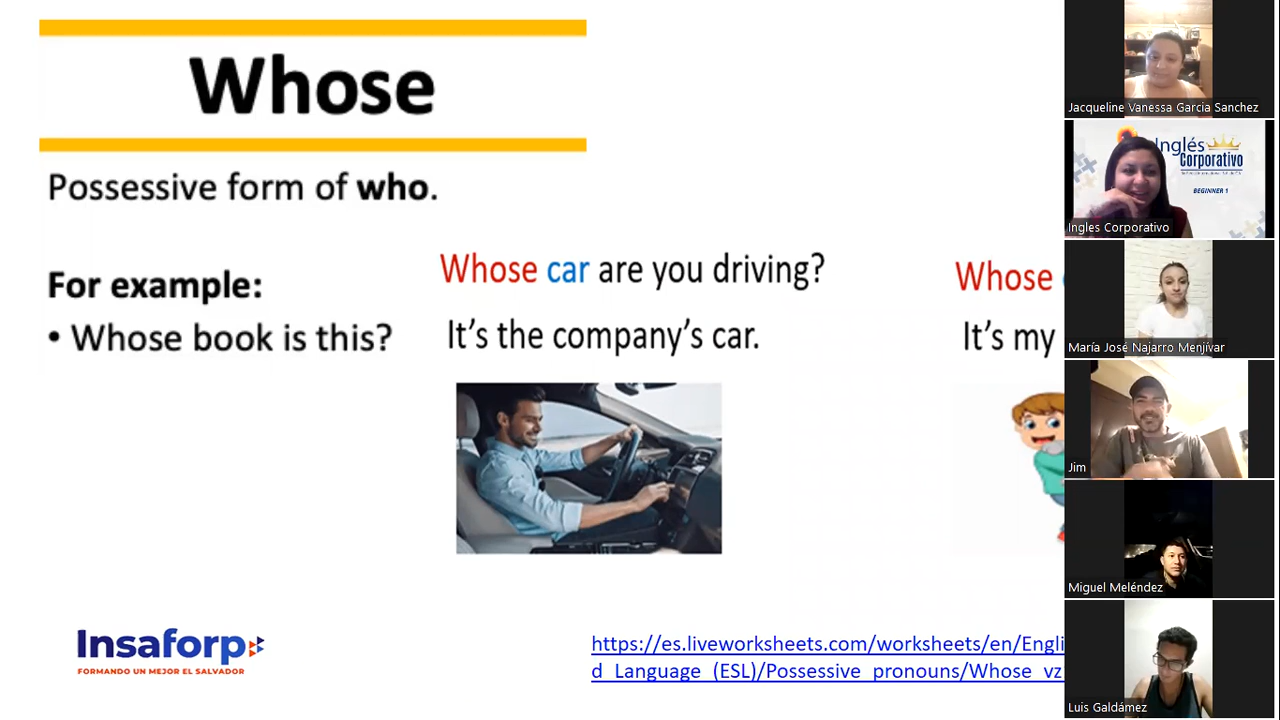 Whose
Possessive form of who.
For example:
• Whose book is this?
Whose car are you driving?
It's the company's car.
Whose
It's my
Insaforp
FORMANDO UN MEJOR EL SALVADOR
https://es.liveworksheets.com/worksheets/en/Engli
d_Language_(ESL)/Possessive_pronouns/Whose_vz
Jacqueline Vanessa Garcia Sanchez
Inglés
Corporativo
BEGINNER 1
Ingles Corporativo
María José Najarro Menjívar
Jim
Miguel Meléndez
Luis Galdámez